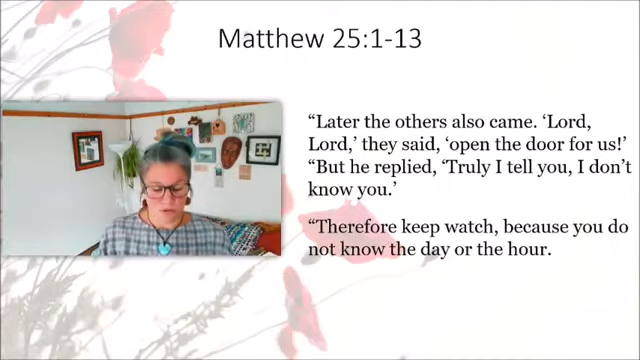 Matthew 25:1-13
“Later the others also came. ‘Lord,
Lord,’ they said, ‘open the door for us!’
“But he replied, ‘Truly I tell you, I don’t
know you.’
“Therefore keep watch, because you do
not know the day or the hour.